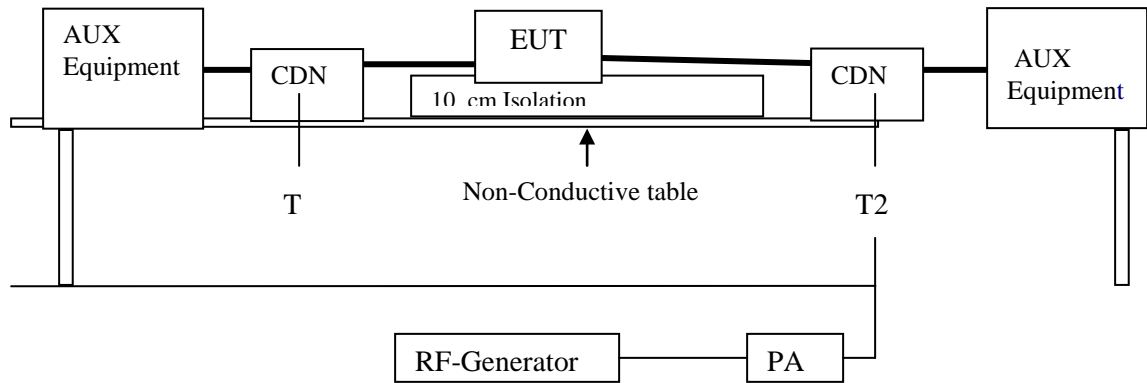 AUX
Equipment
CDN
EUT
10 cm Isolation
CDN
AUX
Equipment
Non-Conductive table
T
T2
RF-Generator
PA